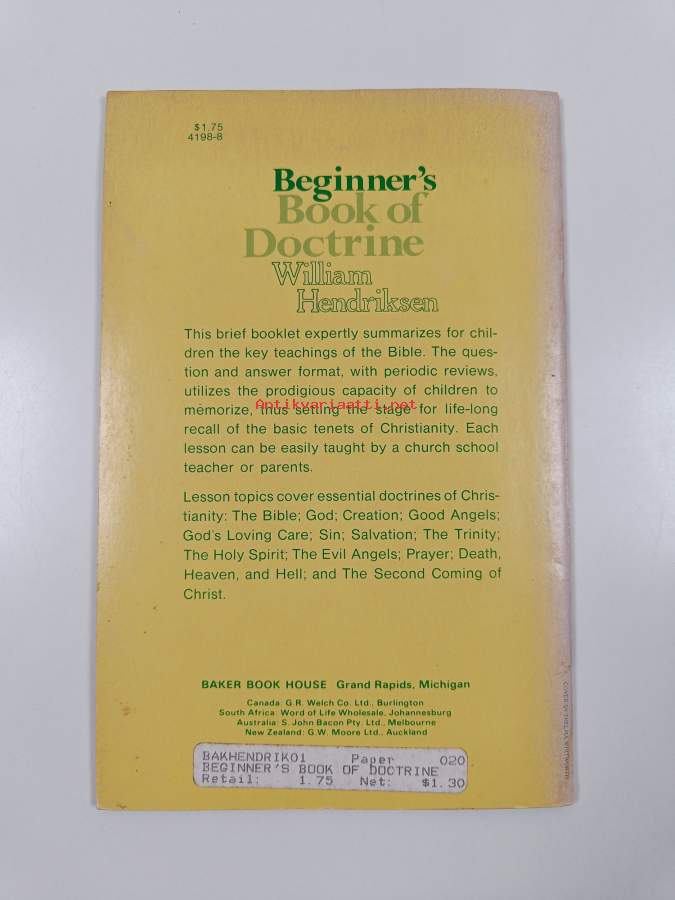 $1.75
4198-8
Beginner's
Book of
Doctrine
William
Hendriksen
This brief booklet expertly summarizes for chil-
dren the key teachings of the Bible. The ques-
tion and answer format, with periodic reviews,
utilizes the prodigious capacity of children to
memorize, thus setting the stage for life-long
Antikvariaatti.net
recall of the basic tenets of Christianity. Each
lesson can be easily taught by a church school
teacher or parents.
Lesson topics cover essential doctrines of Chris-
tianity: The Bible; God; Creation; Good Angels;
God's Loving Care; Sin; Salvation; The Trinity;
The Holy Spirit; The Evil Angels; Prayer; Death,
Heaven, and Hell; and The Second Coming of
Christ.
BAKER BOOK HOUSE Grand Rapids, Michigan
Canada: G.R. Welch Co. Ltd., Burlington
South Africa: Word of Life Wholesale, Johannesburg
Australia: S. John Bacon Pty. Ltd., Melbourne
New Zealand: G.W. Moore Ltd., Auckland
BAKHENDRIK01 Paper 020
BEGINNER'S BOOK OF DOCTRINE
Retail: 1.75 Net: $1.30